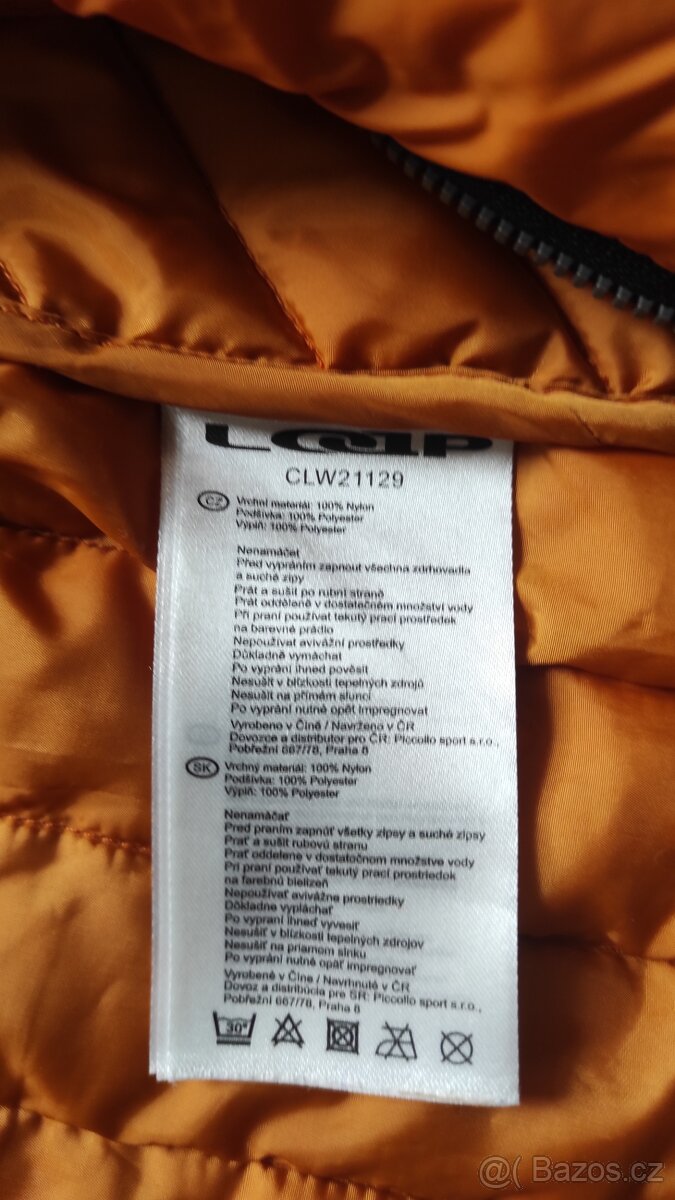 Loap
CLW21129
CZ Vrchní materiál: 100% Nylon
Podšívka: 100% Polyester
Výplň: 100% Polyester
Nenamáčet
Před vypráním zapnout všechna zdrhovadla
a suché zipy
Prát a sušit po rubní straně
Prát odděleně v dostatečném množství vody
Při praní používat tekutý prací prostředek
na barevné prádlo
Nepoužívat avivážní prostředky
Důkladně vymáchat
Po vyprání ihned pověsit
Nesušit v blízkosti tepelných zdrojů
Nesušit na přímém slunci
Po vyprání nutné opět impregnovat
Vyrobeno v Číně / Navrženo v ČR
Dovozce a distributor pro ČR: Piccollo sport s.r.o.,
Pobřežní 667/78, Praha 8
SK Vrchný materiál: 100% Nylon
Podšívka: 100% Polyester
Výplň: 100% Polyester
Nenamáčať
Pred praním zapnúť všetky zipsy a suché zipsy
Prať a sušiť rubovú stranu
Prať oddelene v dostatočnom množstve vody
Pri praní používať tekutý prací prostriedok
na farebnú bielizeň
Nepoužívať avivážne prostriedky
Dôkladne vypláchať
Po vypraní ihneď vyvesiť
Nesušiť v blízkosti tepelných zdrojov
Nesušiť na priamom slnku
Po vypraní nutné opäť impregnovať
Vyrobené v Číne / Navrhnuté v ČR
Dovoz a distribúcia pre SR: Piccollo sport s.r.o.,
Pobřežní 667/78, Praha 8
30°
@( Bazos.cz